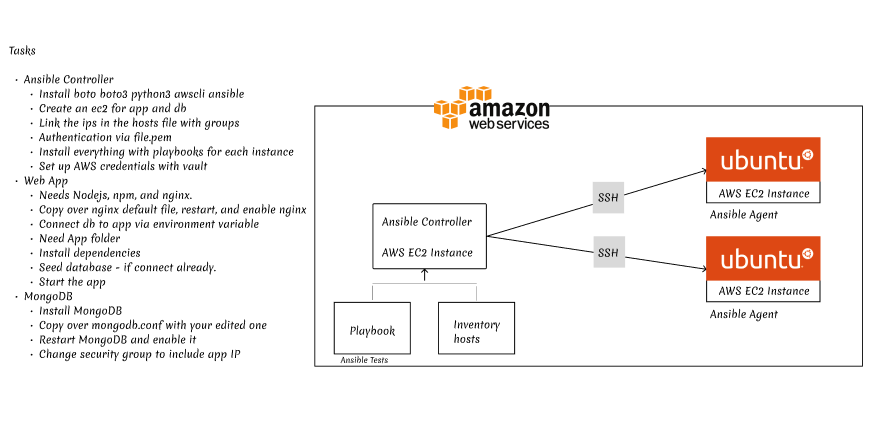 Tasks
• Ansible Controller
• Install boto boto3 python3 awscli ansible
• Create an ec2 for app and db
• Link the ips in the hosts file with groups
• Authentication via file.pem
• Install everything with playbooks for each instance
• Set up AWS credentials with vault
• Web App
• Needs Nodejs, npm, and nginx.
• Copy over nginx default file, restart, and enable nginx
• Connect db to app via environment variable
• Need App folder
• Install dependencies
• Seed database - if connect already.
• Start the app
• MongoDB
• Install MongoDB
• Copy over mongodb.conf with your edited one
• Restart MongoDB and enable it
• Change security group to include app IP
amazon
webservices
Ansible Controller
AWS EC2 Instance
Playbook
Ansible Tests
Inventory
hosts
SSH
SSH
ubuntu
AWS EC2 Instance
Ansible Agent
ubuntu
AWS EC2 Instance
Ansible Agent